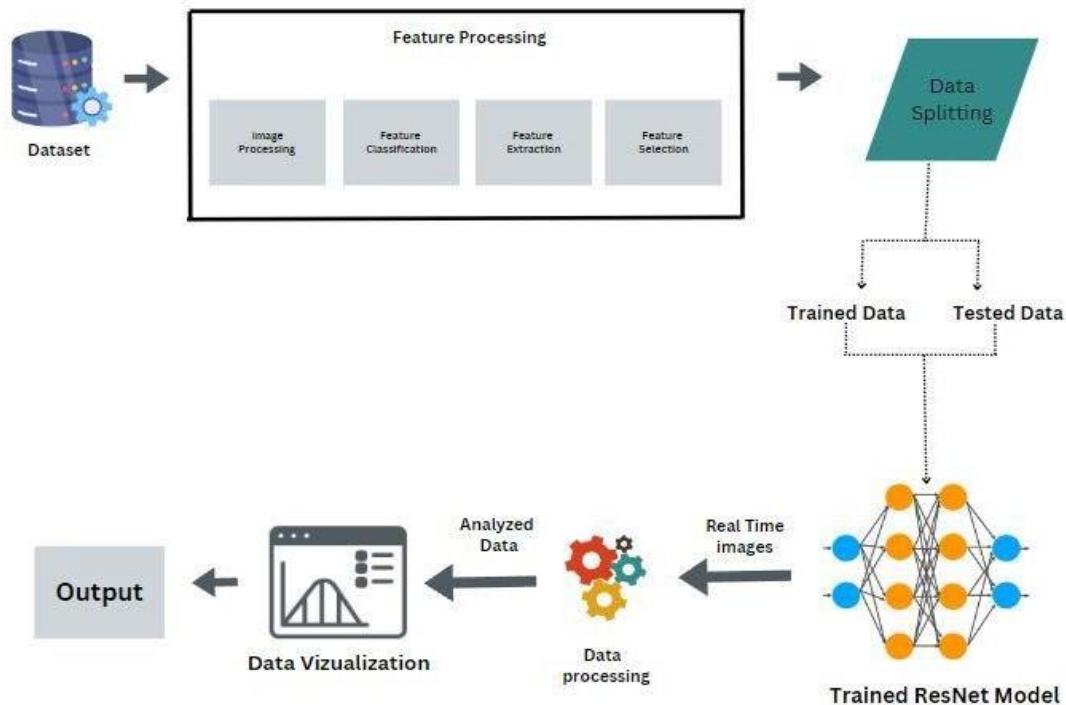 Feature Processing
Dataset
Image
Processing
Feature
Classification
Feature
Extraction
Feature
Selection
Data
Splitting
Trained Data
Tested Data
Trained ResNet Model
Real Time
images
Data
processing
Analyzed
Data
Data Vizualization
Output